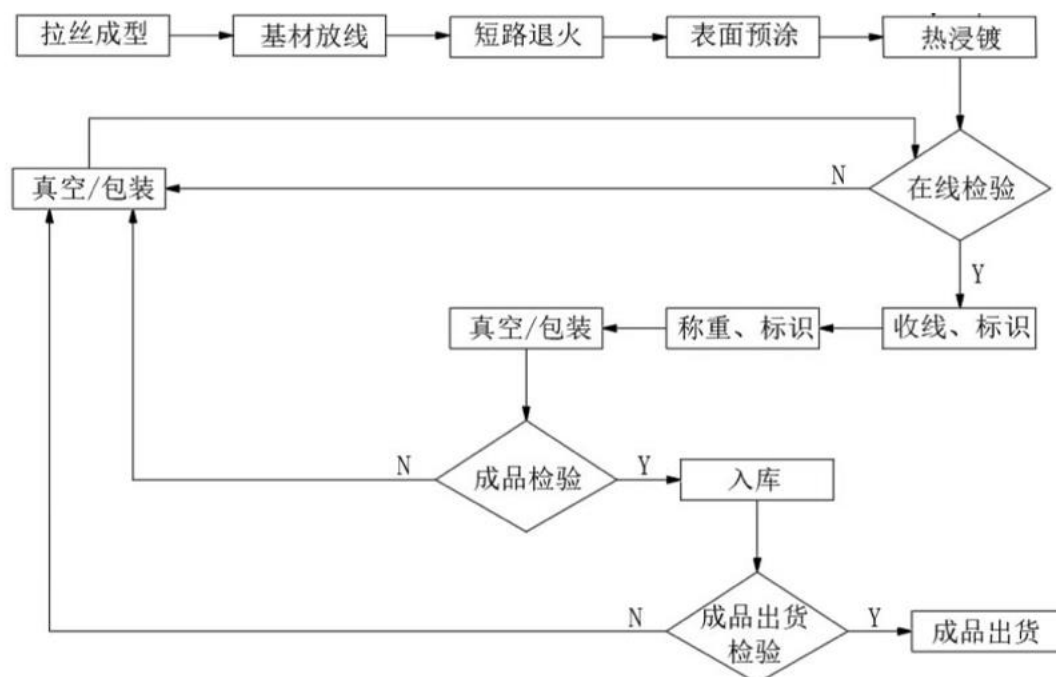 拉丝成型
基材放线
短路退火
表面预涂
热浸镀
真空/包装
N
在线检验
Y
真空/包装
称重、标识
收线、标识
N
成品检验
Y
入库
N
成品出货
检验
Y
成品出货